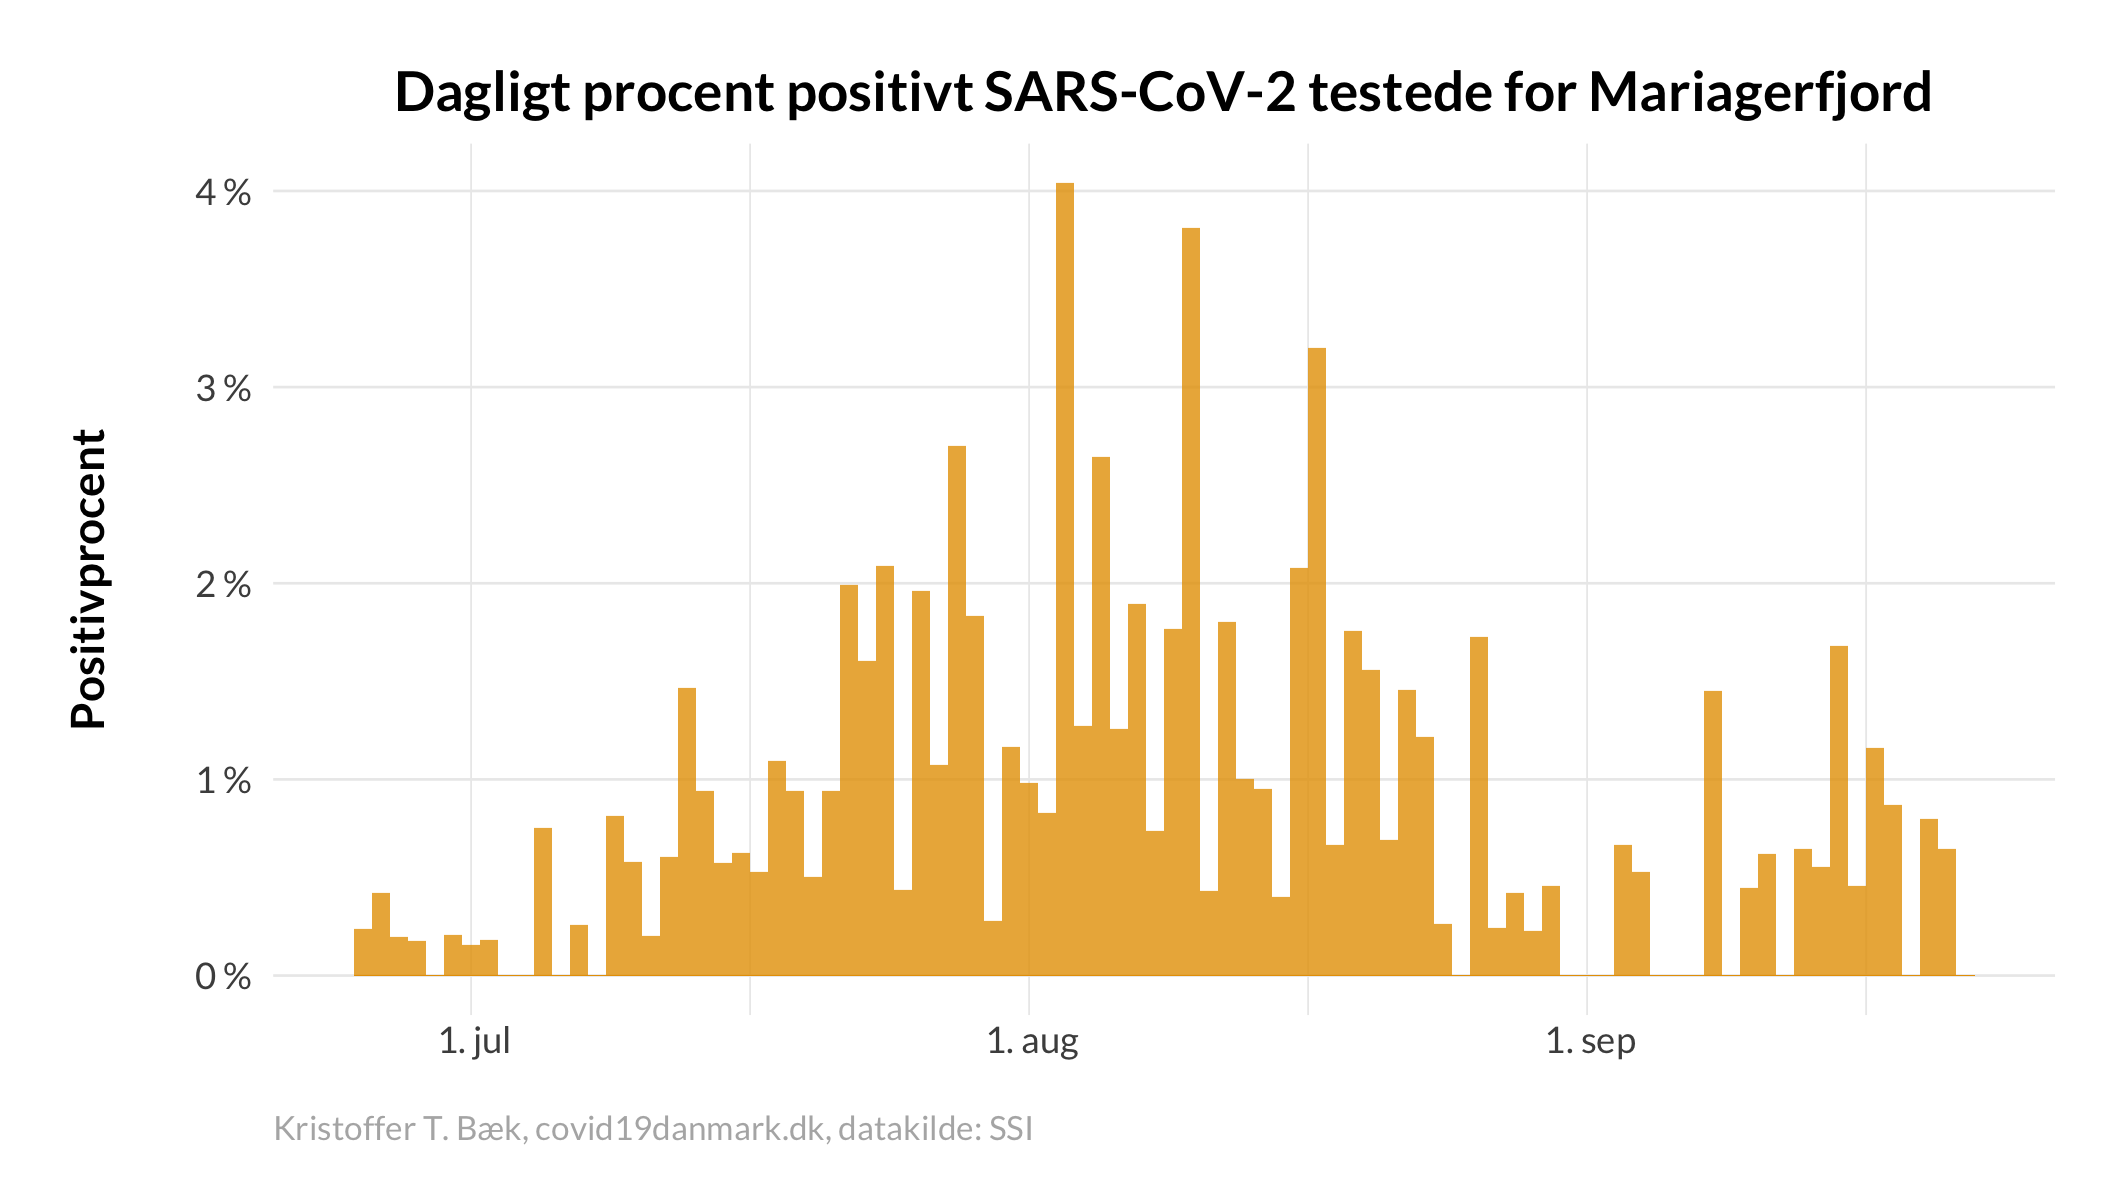 Dagligt procent positivt SARS-CoV-2 testede for Mariagerfjord
Positivprocent
4 %
3 %
2 %
1 %
0 %
1. jul
1. aug
1. sep
Kristoffer T. Bæk, covid19danmark.dk, datakilde: SSI